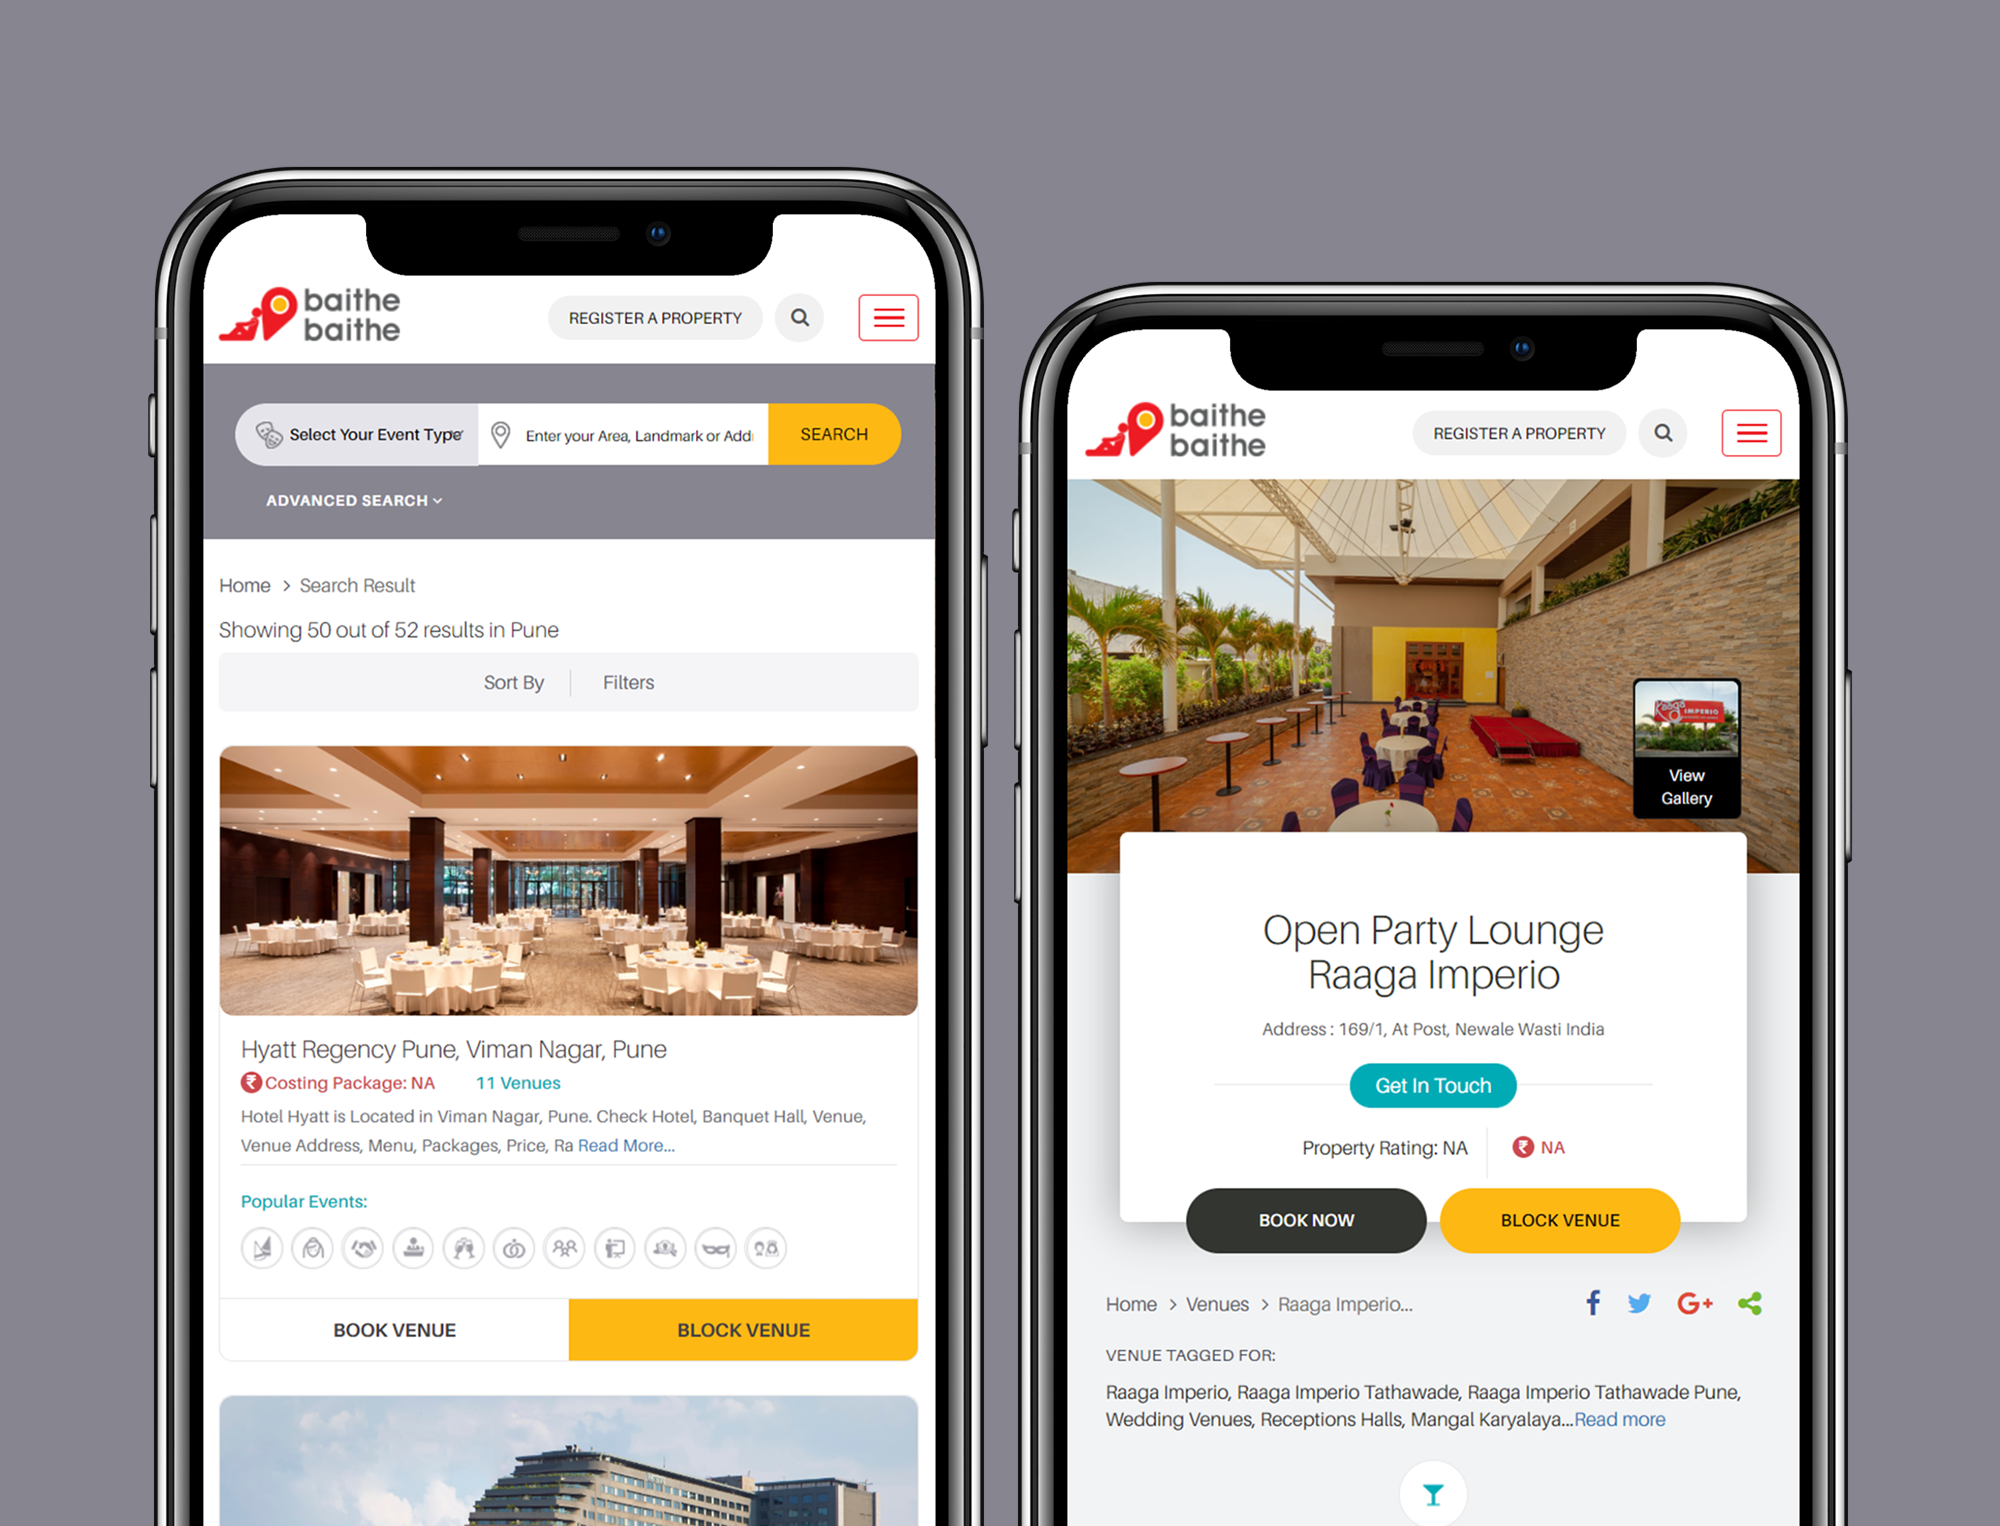 baithe
baithe
REGISTER A PROPERTY
Select Your Event Type
Enter your Area, Landmark or Add
SEARCH
ADVANCED SEARCH
Home > Search Result
Showing 50 out of 52 results in Pune
Sort By
Filters
Hyatt Regency Pune, Viman Nagar, Pune
₹ Costing Package: NA
11 Venues
Hotel Hyatt is Located in Viman Nagar, Pune. Check Hotel, Banquet Hall, Venue,
Venue Address, Menu, Packages, Price, Ra Read More...
Popular Events:
BOOK VENUE
BLOCK VENUE
baithe
baithe
REGISTER A PROPERTY
Raaga
IMPERIO
View
Gallery
Open Party Lounge
Raaga Imperio
Address : 169/1, At Post, Newale Wasti India
Get In Touch
Property Rating: NA
₹ NA
BOOK NOW
BLOCK VENUE
Home > Venues > Raaga Imperio...
f
G+
VENUE TAGGED FOR:
Raaga Imperio, Raaga Imperio Tathawade, Raaga Imperio Tathawade Pune,
Wedding Venues, Receptions Halls, Mangal Karyalaya...Read more